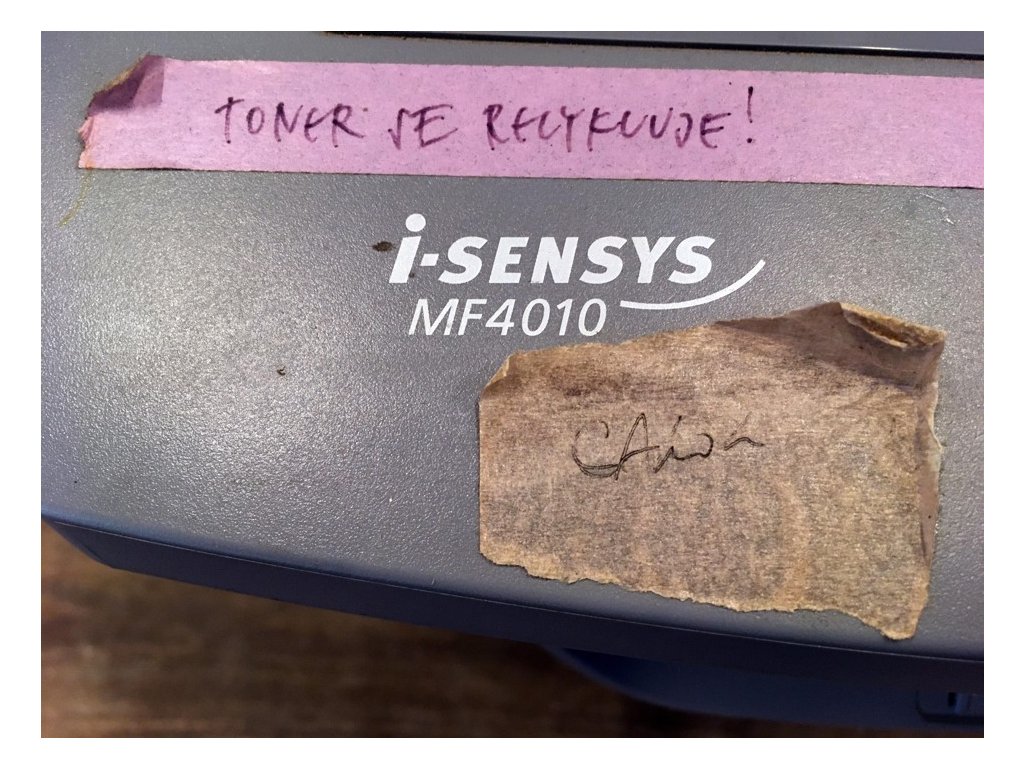 TONER SE RECYKLUJE!
i-SENSYS
MF4010